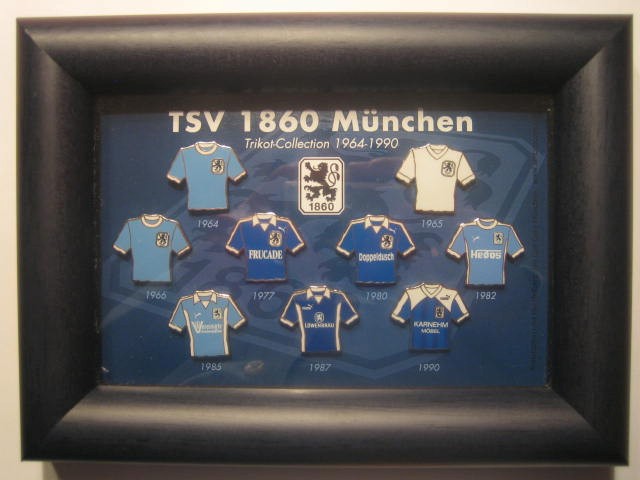 TSV 1860 München
Trikot-Collection 1964-1990
1860
1964
1965
FRUCADE
Doppeldusch
Hedos
1966
1977
1980
1982
LÖWENBRÄU
KARNEHM
MÖBEL
1985
1987
1990